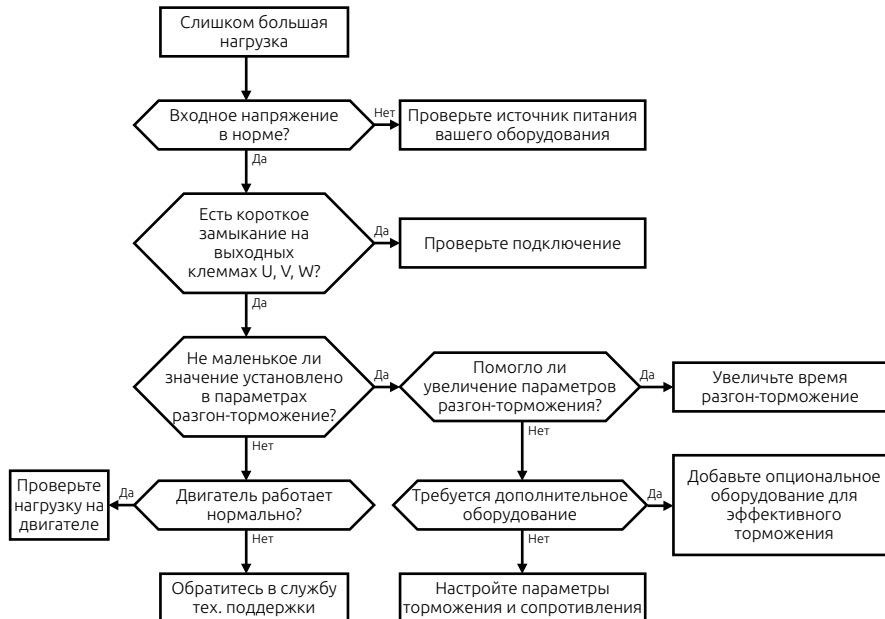 Слишком большая
нагрузка
Входное напряжение
в норме?
Нет
Проверьте источник питания
вашего оборудования
Да
Есть короткое
замыкание на
выходных
клеммах U, V, W?
Да
Проверьте подключение
Да
Не маленькое ли
значение установлено
в параметрах
разгон-торможение?
Да
Помогло ли
увеличение параметров
разгон-торможения?
Да
Увеличьте время
разгон-торможение
Нет
Нет
Проверьте
нагрузку на
двигателе
Да
Двигатель работает
нормально?
Требуется дополнительное
оборудование
Да
Добавьте опциональное
оборудование для
эффективного
торможения
Нет
Нет
Обратитесь в службу
тех. поддержки
Настройте параметры
торможения и сопротивления